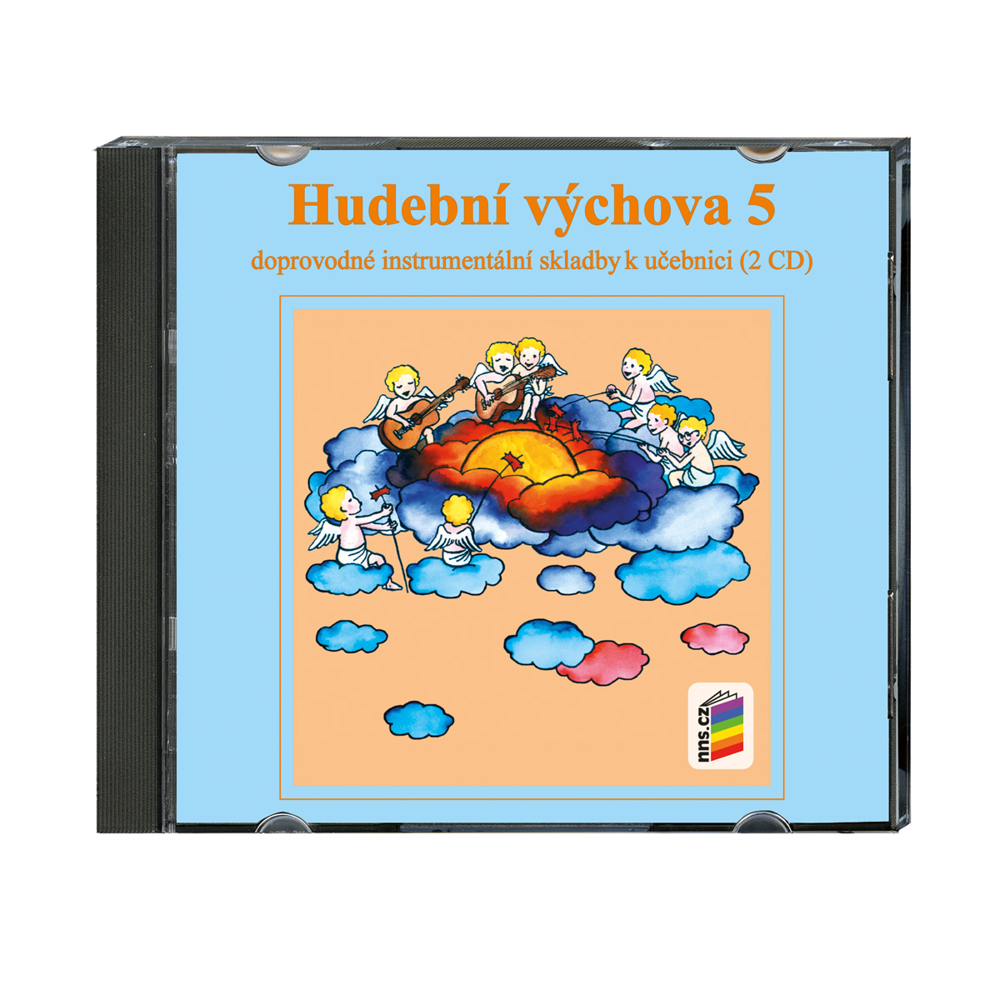 Hudební výchova 5
doprovodné instrumentální skladby k učebnici (2 CD)
nns.cz